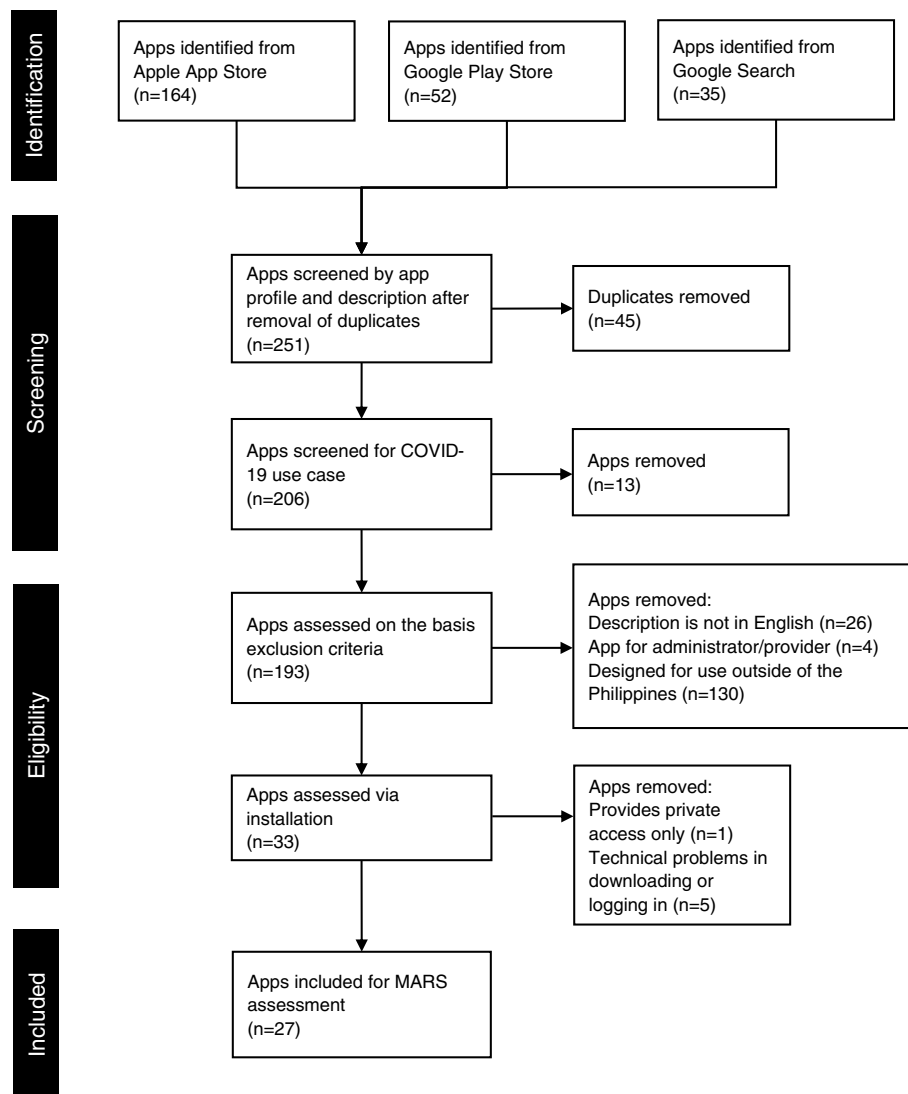 Identification
Apps identified from
Apple App Store
(n=164)
Apps identified from
Google Play Store
(n=52)
Apps identified from
Google Search
(n=35)
Screening
Apps screened by app
profile and description after
removal of duplicates
(n=251)
Duplicates removed
(n=45)
Apps screened for COVID-
19 use case
(n=206)
Apps removed
(n=13)
Eligibility
Apps assessed on the basis
exclusion criteria
(n=193)
Apps removed:
Description is not in English (n=26)
App for administrator/provider (n=4)
Designed for use outside of the
Philippines (n=130)
Apps assessed via
installation
(n=33)
Apps removed:
Provides private
access only (n=1)
Technical problems in
downloading or
logging in (n=5)
Included
Apps included for MARS
assessment
(n=27)